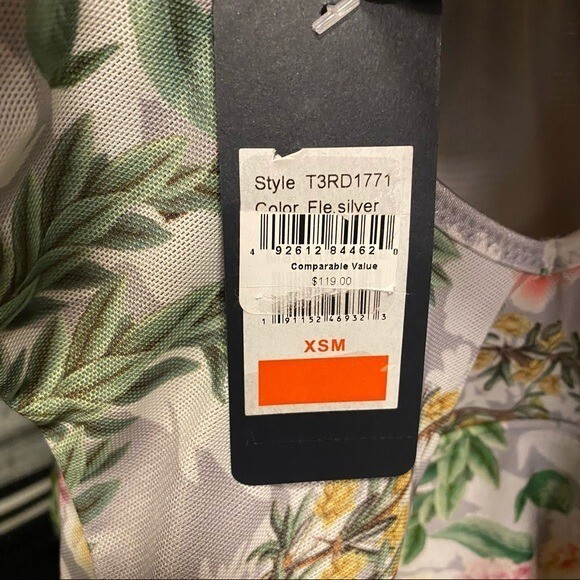 Style T3RD1771
Color Fle.silver
4 92612 84462 0
Comparable Value
$119.00
1 91152 46932 3
XSM